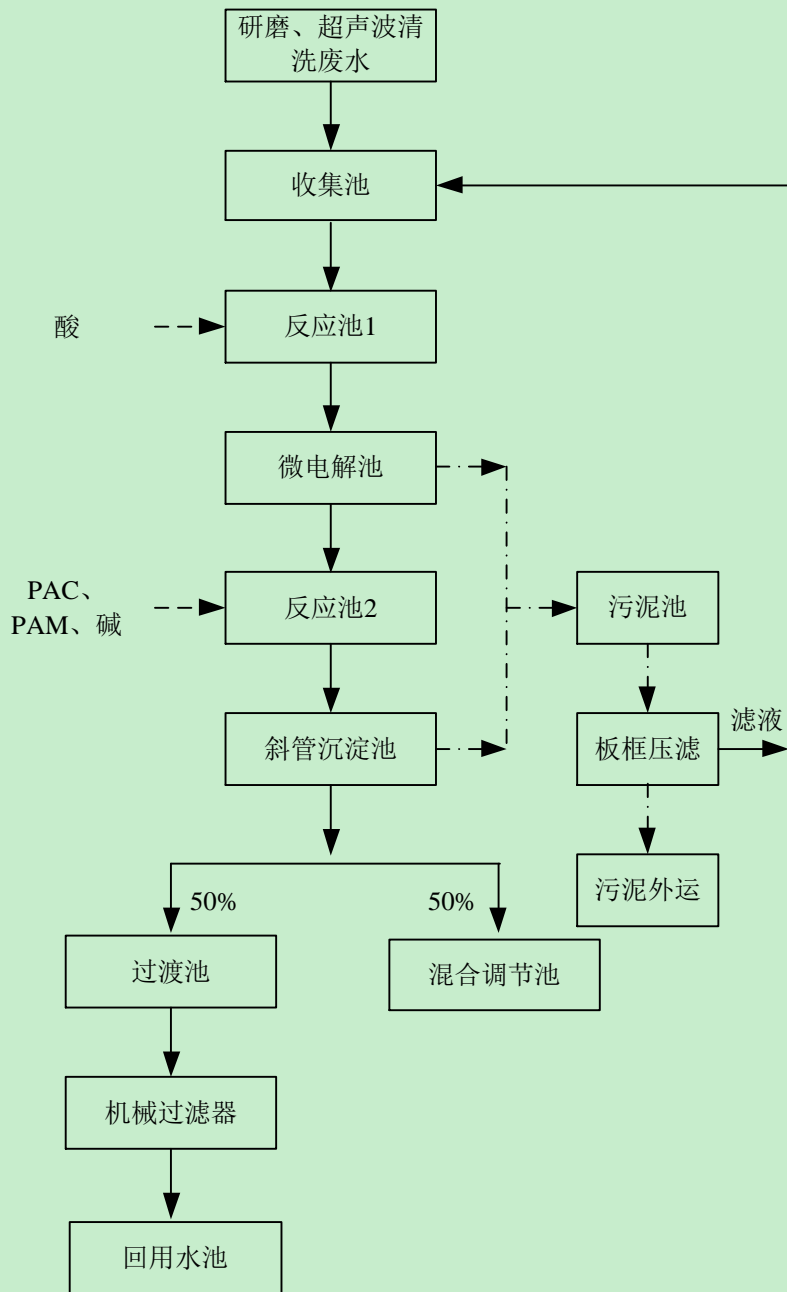 研磨、超声波清
洗废水
收集池
酸
反应池1
微电解池
PAC、
PAM、碱
反应池2
污泥池
斜管沉淀池
板框压滤
滤液
50%
50%
污泥外运
过渡池
混合调节池
机械过滤器
回用水池